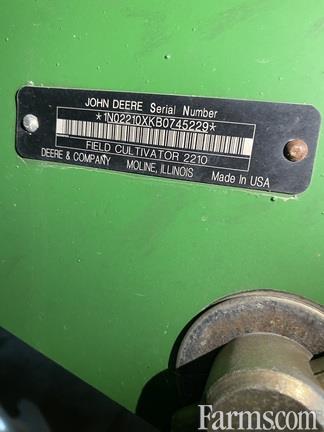 JOHN DEERE Serial Number
*1N02210XKB0745229*
FIELD CULTIVATOR 2210
DEERE & COMPANY MOLINE, ILLINOIS Made In USA
Farms.com®